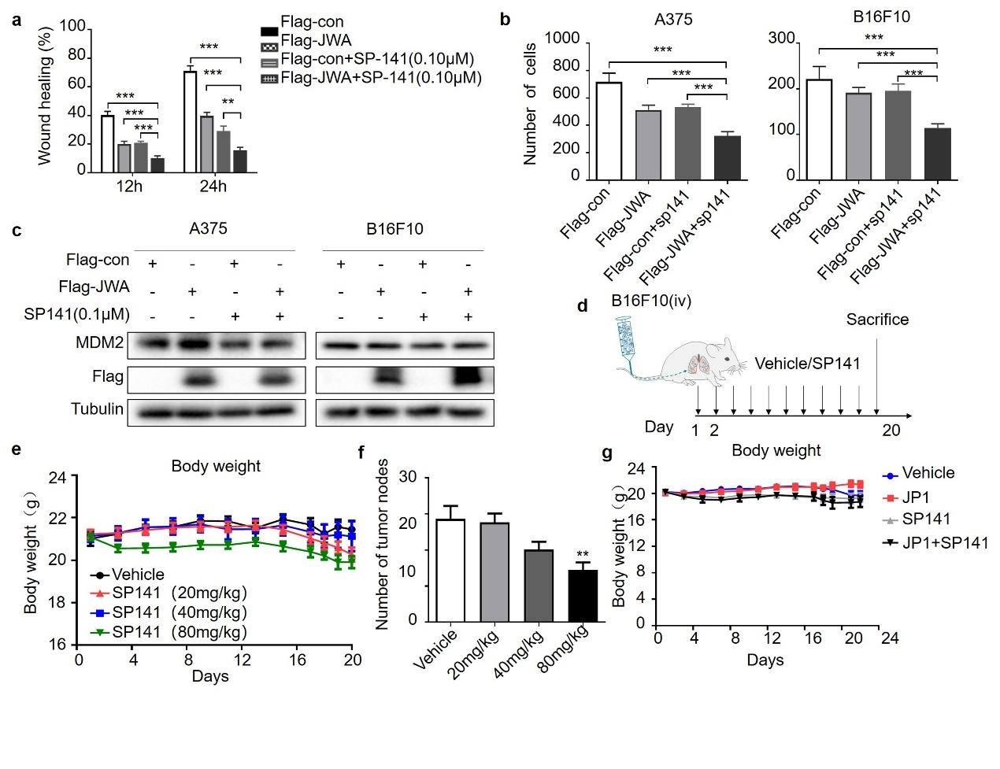 a
Wound healing (%)
100
80
60
40
20
0
***
***
***
***
***
**
12h
24h
Flag-con
Flag-JWA
Flag-con+SP-141(0.10μM)
Flag-JWA+SP-141(0.10μM)
b
A375
Number of cells
1000
800
600
400
200
0
***
***
***
Flag-con
Flag-JWA
Flag-con+sp141
Flag-JWA+sp141
B16F10
300
200
100
0
***
***
***
Flag-con
Flag-JWA
Flag-con+sp141
Flag-JWA+sp141
c
A375
B16F10
Flag-con + - + - + - + -
Flag-JWA - + - + - + - +
SP141(0.1μM) - - + + - - + +
MDM2
Flag
Tubulin
d
B16F10(iv)
Sacrifice
Vehicle/SP141
Day 1 2 20
e
Body weight
Body weight（g）
24
22
20
18
16
Vehicle
SP141（20mg/kg）
SP141（40mg/kg）
SP141（80mg/kg）
0 4 8 12 16 20
Days
f
Number of tumor nodes
30
20
10
0
**
Vehicle
20mg/kg
40mg/kg
80mg/kg
g
Body weight
Body weight（g）
24
20
16
12
8
4
0
0 4 8 12 16 20 24
Days
Vehicle
JP1
SP141
JP1+SP141